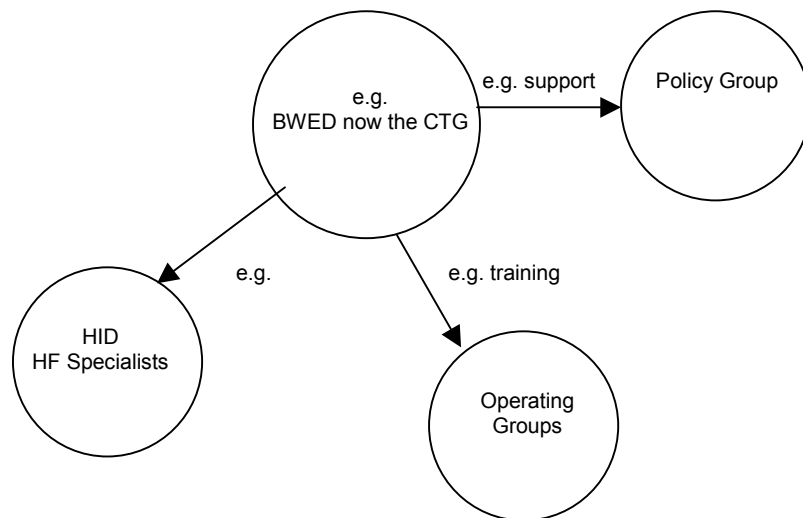 e.g.
BWED now the CTG
e.g. support
Policy Group
e.g.
e.g. training
HID
HF Specialists
Operating
Groups